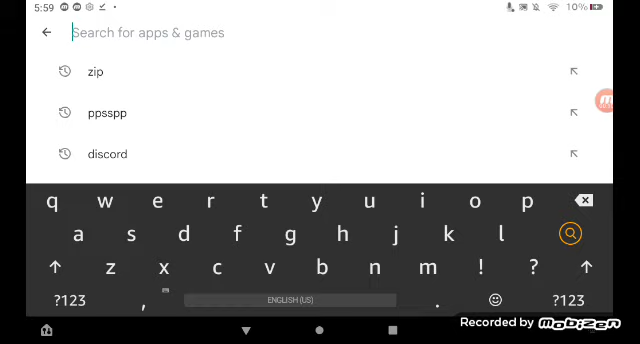 5:59
10%
Search for apps & games
zip
ppsspp
discord
q w e r t y u i o p
a s d f g h j k l
z x c v b n m ! ?
?123 , ENGLISH (US) . ?123
Recorded by Mobizen